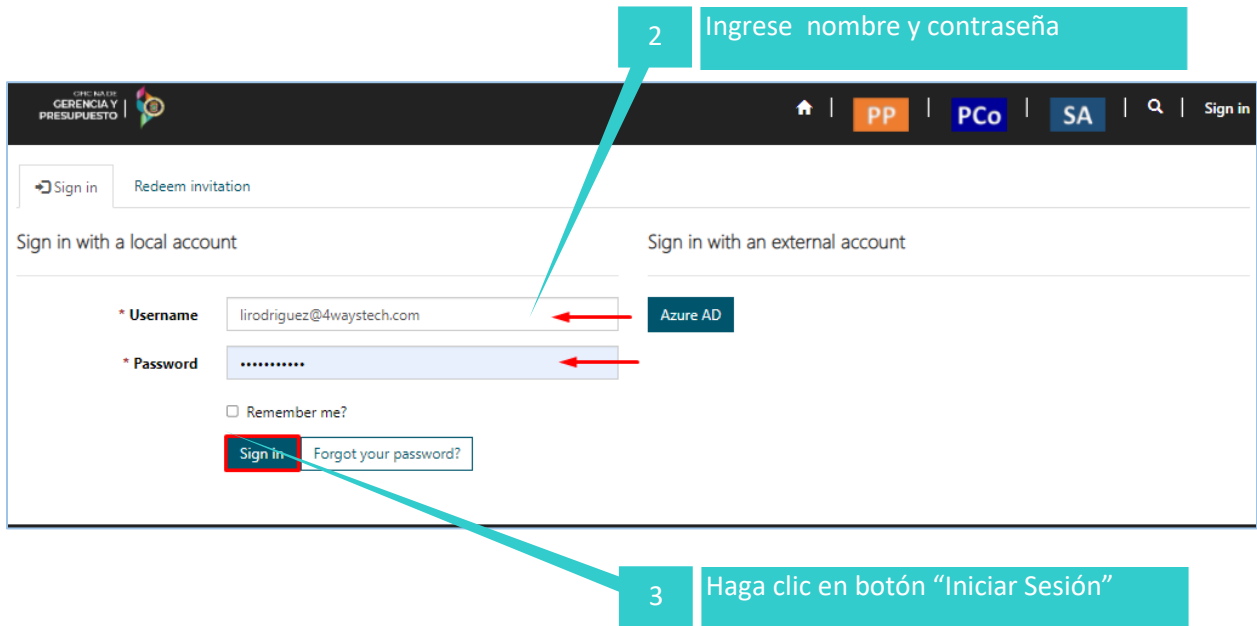 2
Ingrese nombre y contraseña
OFICINA DE
GERENCIA Y
PRESUPUESTO
PP
PCo
SA
Sign in
Sign in
Redeem invitation
Sign in with a local account
Sign in with an external account
* Username
lirodriguez@4waystech.com
Azure AD
* Password
•••••••••••
Remember me?
Sign in
Forgot your password?
3
Haga clic en botón “Iniciar Sesión”